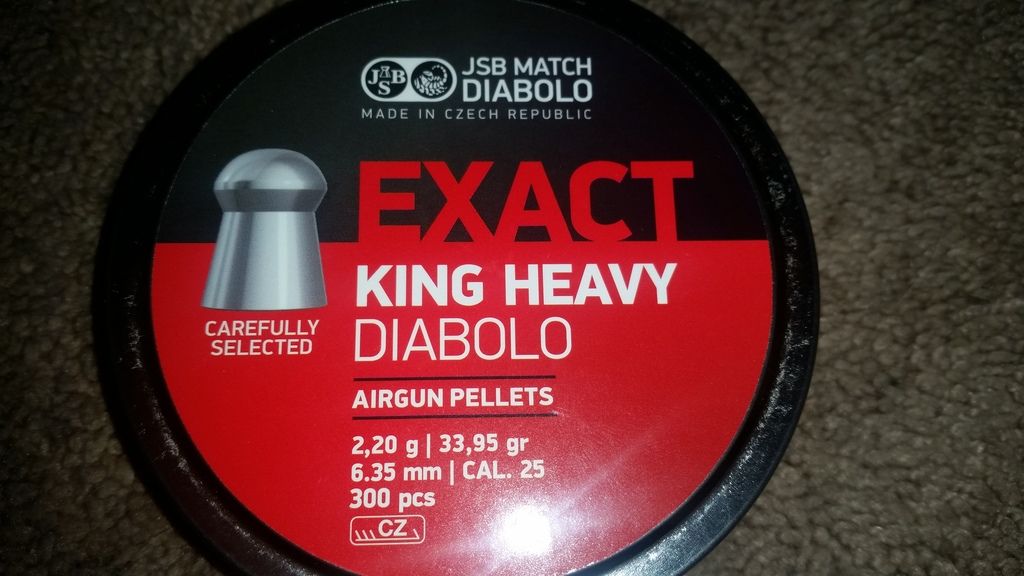 JSB
JSB MATCH
DIABOLO
MADE IN CZECH REPUBLIC
EXACT
KING HEAVY
DIABOLO
CAREFULLY
SELECTED
AIRGUN PELLETS
2,20 g | 33,95 gr
6.35 mm | CAL. 25
300 pcs
CZ